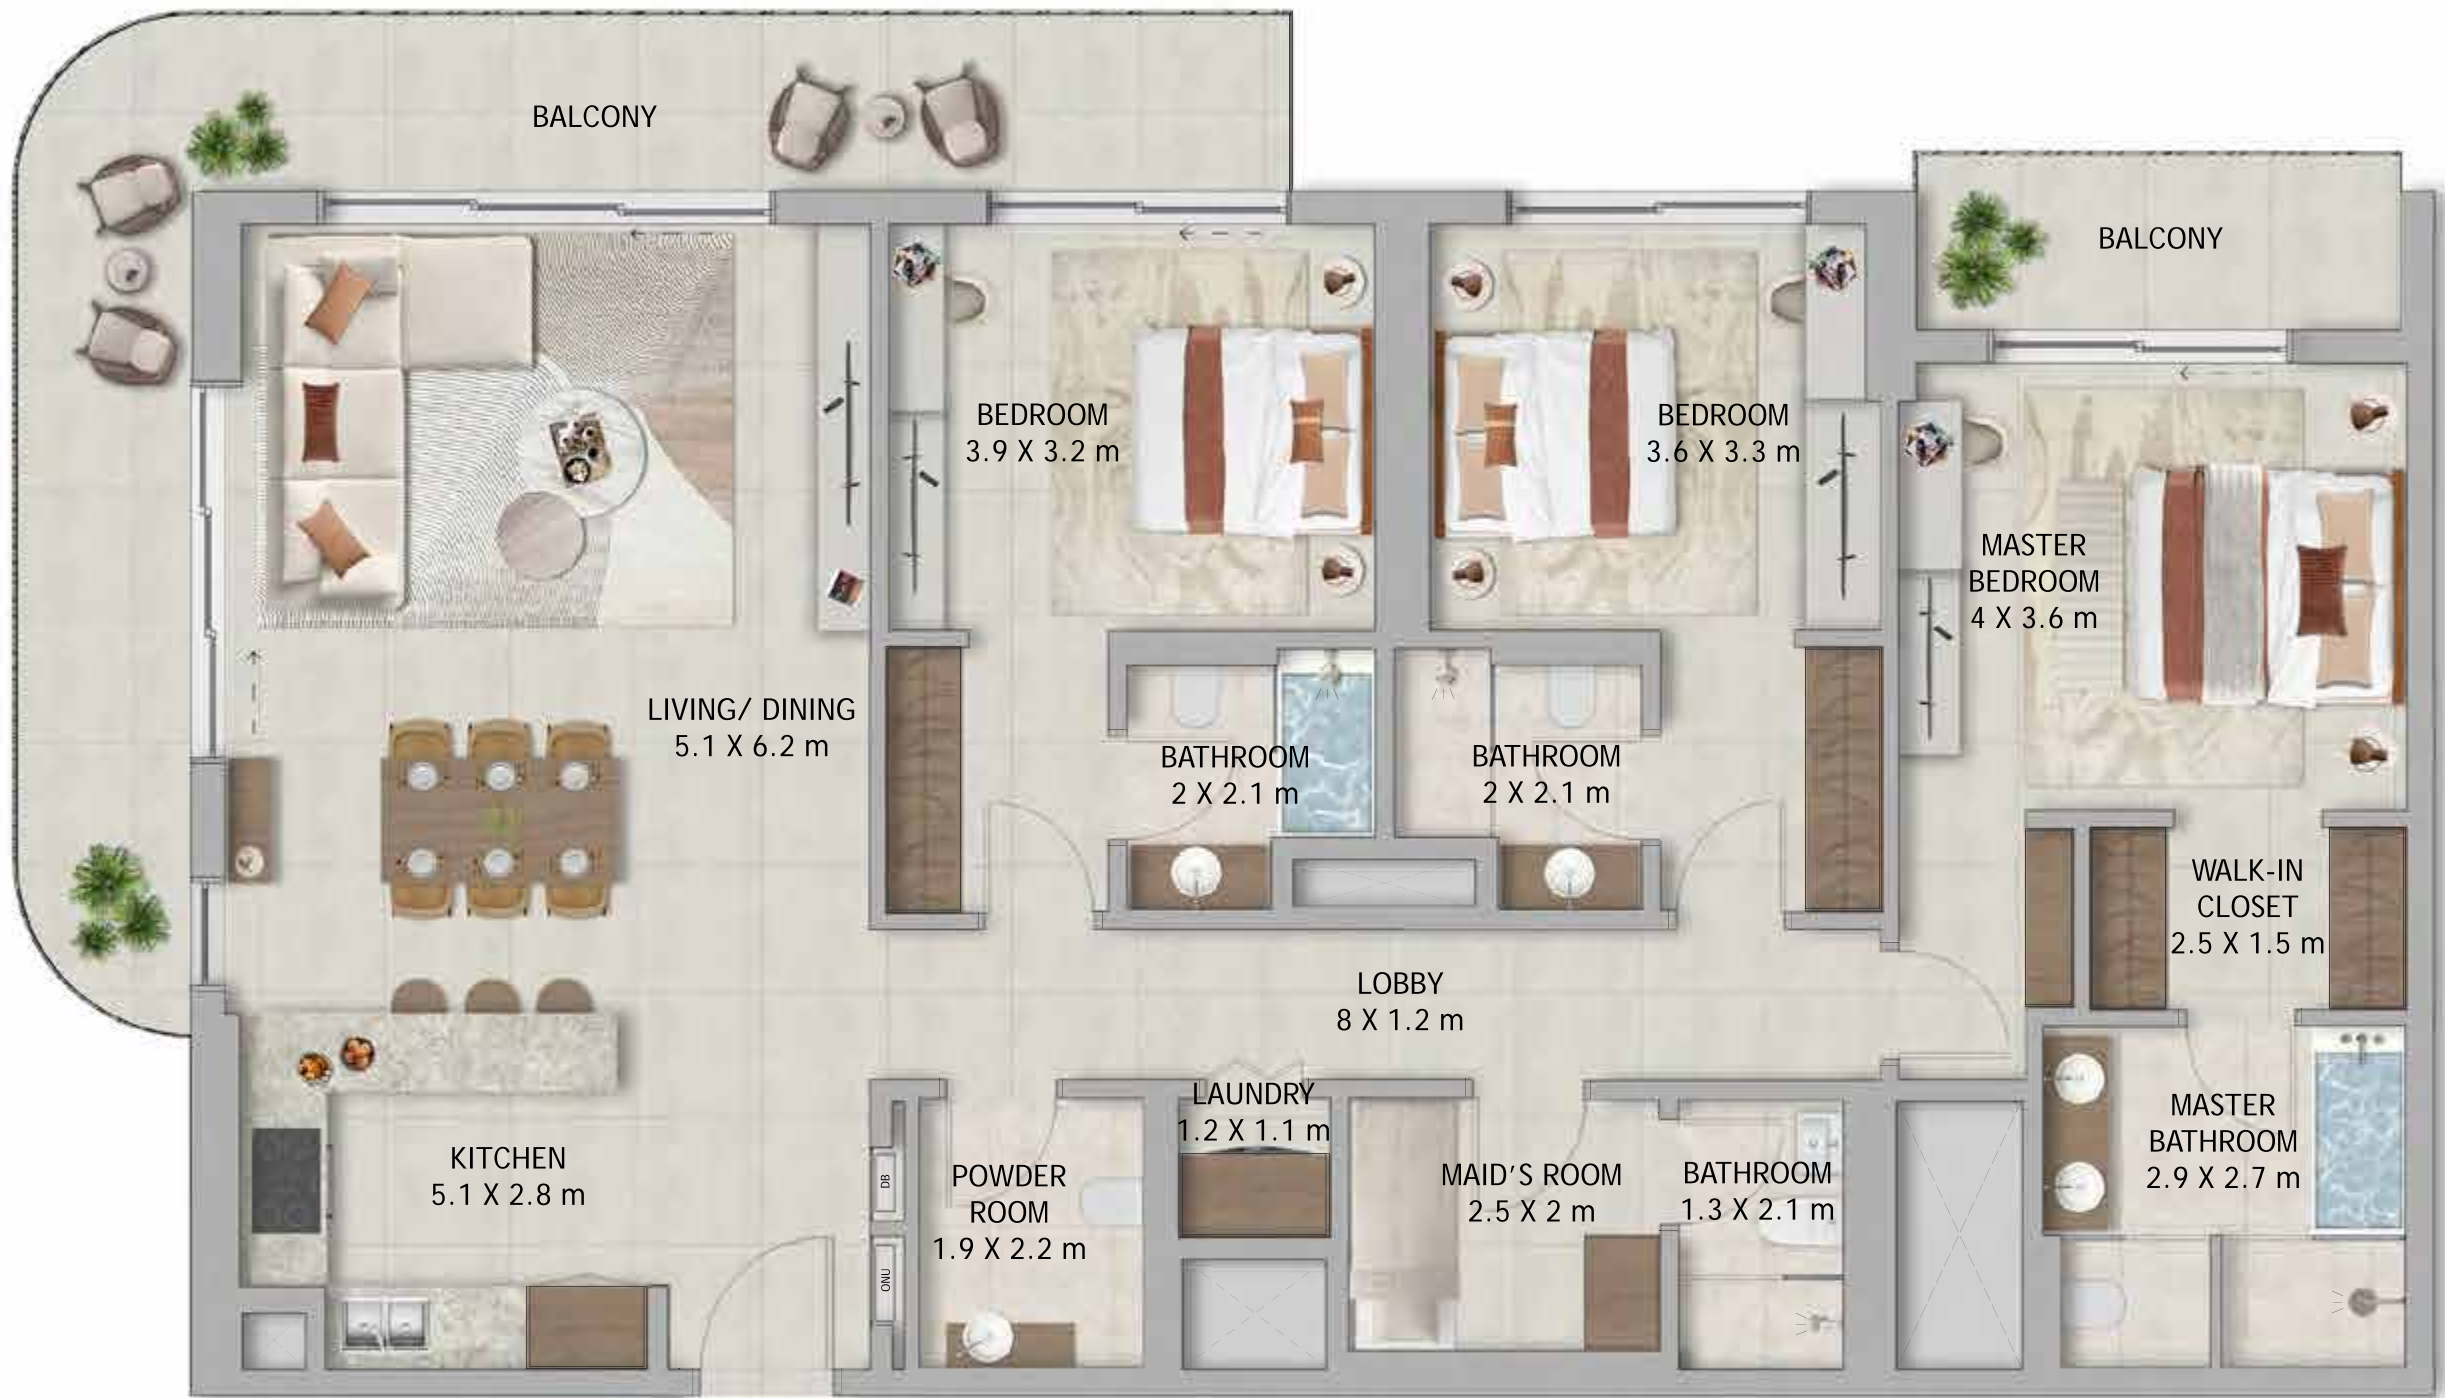 BALCONY
BALCONY
BEDROOM
3.9 X 3.2 m
BEDROOM
3.6 X 3.3 m
MASTER
BEDROOM
4 X 3.6 m
LIVING/ DINING
5.1 X 6.2 m
BATHROOM
2 X 2.1 m
BATHROOM
2 X 2.1 m
WALK-IN
CLOSET
2.5 X 1.5 m
LOBBY
8 X 1.2 m
LAUNDRY
1.2 X 1.1 m
KITCHEN
5.1 X 2.8 m
DB
ONU
POWDER
ROOM
1.9 X 2.2 m
MAID'S ROOM
2.5 X 2 m
BATHROOM
1.3 X 2.1 m
MASTER
BATHROOM
2.9 X 2.7 m